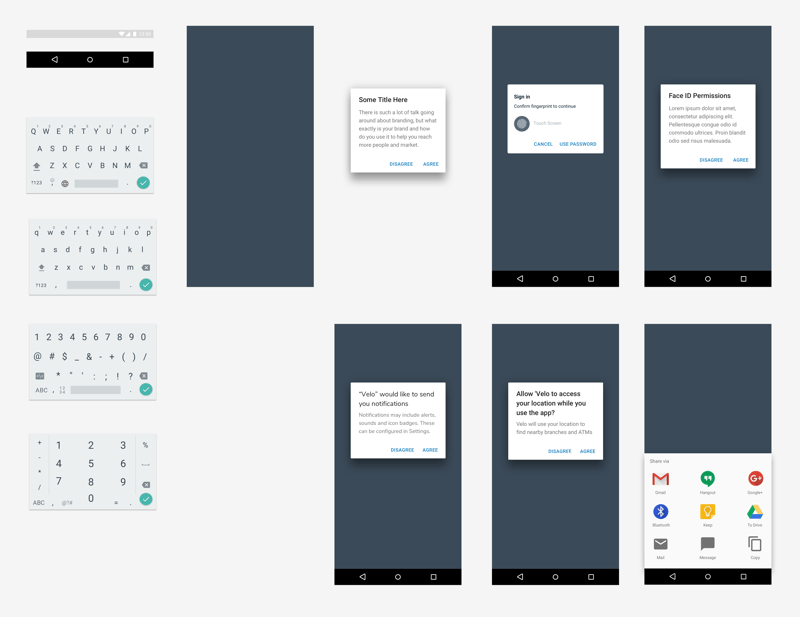 12:30
Q W E R T Y U I O P
A S D F G H J K L
Z X C V B N M
?123 , .
q w e r t y u i o p
a s d f g h j k l
z x c v b n m
?123 , .
1 2 3 4 5 6 7 8 9 0
@ # $ _ & - + ( ) /
* " ' : ; ! ?
ABC , .
+ 1 2 3 %
- 4 5 6
* 7 8 9
/ 0
ABC , @!# = .
Some Title Here
There is such a lot of talk going
around about branding, but what
exactly is your brand and how
do you use it to help you reach
more people and market.
DISAGREE AGREE
Sign in
Confirm fingerprint to continue
Touch Screen
CANCEL USE PASSWORD
Face ID Permissions
Lorem ipsum dolor sit amet,
consectetur adipiscing elit.
Pellentesque congue odio id
commodo ultrices. Proin blandit
odio sed risus malesuada.
DISAGREE AGREE
“Velo” would like to send
you notifications
Notifications may include alerts,
sounds and icon badges. These
can be configured in Settings.
DISAGREE AGREE
Allow 'Velo to access
your location while you
use the app?
Velo will use your location to
find nearby branches and ATMs
DISAGREE AGREE
Share via
Gmail Hangout Google+
Bluetooth Keep To Drive
Mail Message Copy